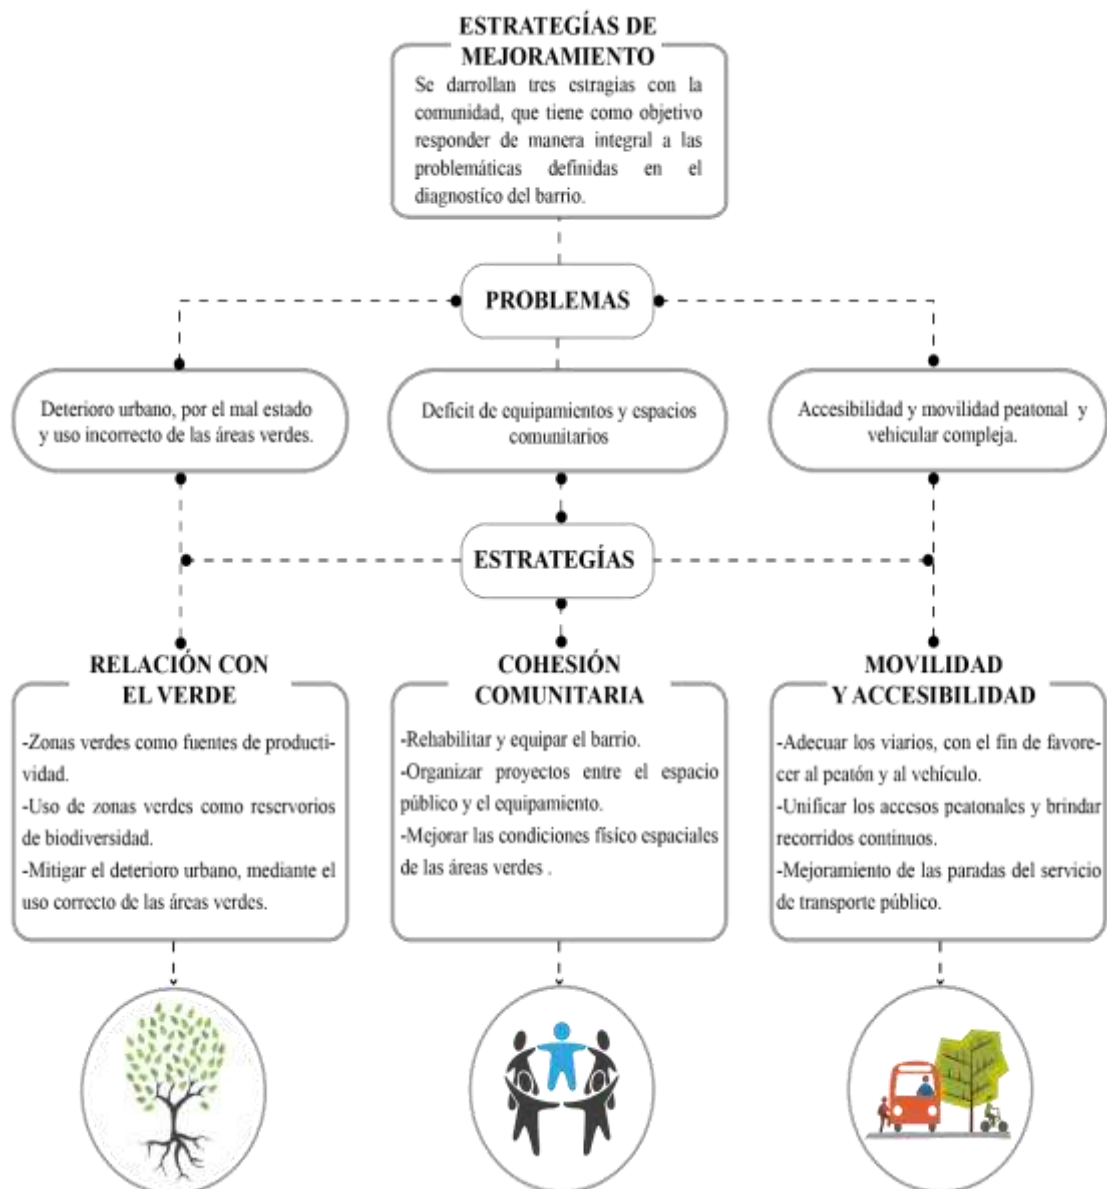 ESTRATEGÍAS DE
MEJORAMIENTO
Se darrollan tres estragias con la
comunidad, que tiene como objetivo
responder de manera integral a las
problemáticas definidas en el
diagnostíco del barrio.
PROBLEMAS
Deterioro urbano, por el mal estado
y uso incorrecto de las áreas verdes.
Deficit de equipamientos y espacios
comunitarios
Accesibilidad y movilidad peatonal y
vehicular compleja.
ESTRATEGÍAS
RELACIÓN CON
EL VERDE
-Zonas verdes como fuentes de producti-
vidad.
-Uso de zonas verdes como reservorios
de biodiversidad.
-Mitigar el deterioro urbano, mediante el
uso correcto de las áreas verdes.
COHESIÓN
COMUNITARIA
-Rehabilitar y equipar el barrio.
-Organizar proyectos entre el espacio
público y el equipamiento.
-Mejorar las condiciones físico espaciales
de las áreas verdes .
MOVILIDAD
Y ACCESIBILIDAD
-Adecuar los viarios, con el fin de favore-
cer al peatón y al vehículo.
-Unificar los accesos peatonales y brindar
recorridos continuos.
-Mejoramiento de las paradas del servicio
de transporte público.